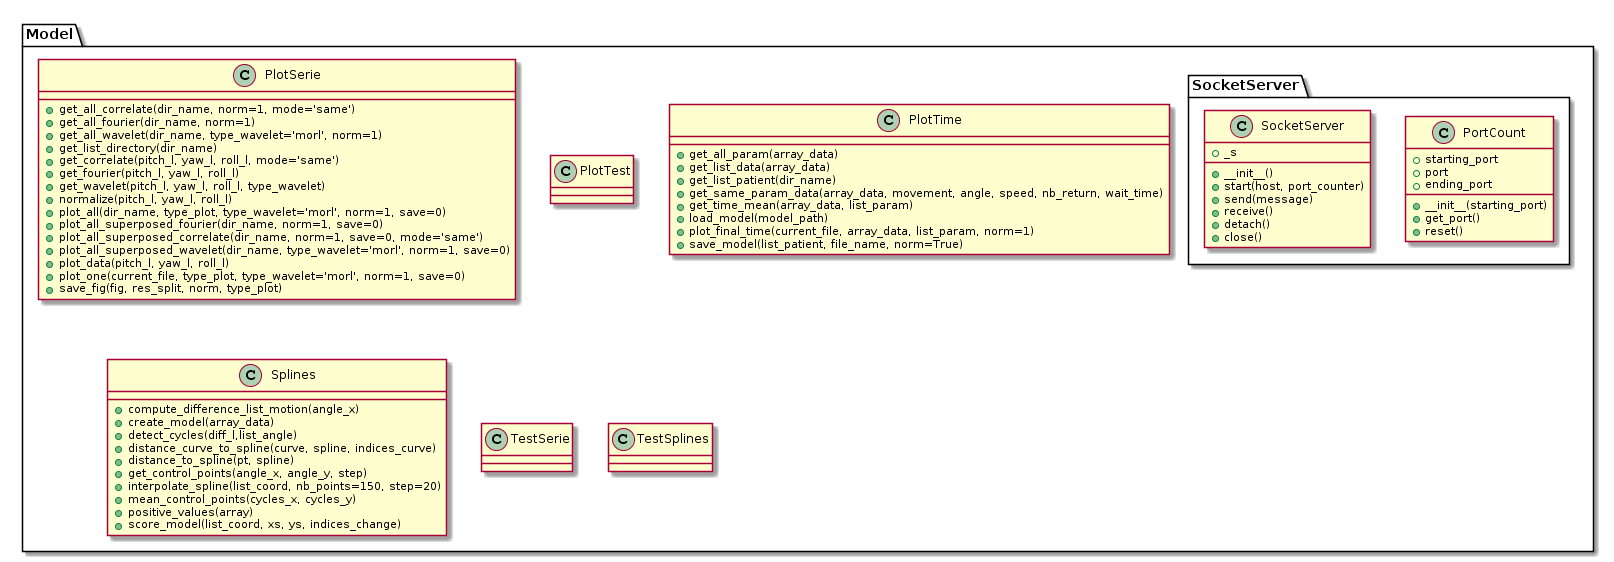 Model
PlotSerie
get_all_correlate(dir_name, norm=1, mode='same')
get_all_fourier(dir_name, norm=1)
get_all_wavelet(dir_name, type_wavelet='morl', norm=1)
get_list_directory(dir_name)
get_correlate(pitch_l, yaw_l, roll_l, mode='same')
get_fourier(pitch_l, yaw_l, roll_l)
get_wavelet(pitch_l, yaw_l, roll_l, type_wavelet)
normalize(pitch_l, yaw_l, roll_l)
plot_all(dir_name, type_plot, type_wavelet='morl', norm=1, save=0)
plot_all_superposed_fourier(dir_name, norm=1, save=0)
plot_all_superposed_correlate(dir_name, norm=1, save=0, mode='same')
plot_all_superposed_wavelet(dir_name, type_wavelet='morl', norm=1, save=0)
plot_data(pitch_l, yaw_l, roll_l)
plot_one(current_file, type_plot, type_wavelet='morl', norm=1, save=0)
save_fig(fig, res_split, norm, type_plot)
PlotTest
PlotTime
get_all_param(array_data)
get_list_data(array_data)
get_list_patient(dir_name)
get_same_param_data(array_data, movement, angle, speed, nb_return, wait_time)
get_time_mean(array_data, list_param)
load_model(model_path)
plot_final_time(current_file, array_data, list_param, norm=1)
save_model(list_patient, file_name, norm=True)
SocketServer
SocketServer
_s
__init__()
start(host, port_counter)
send(message)
receive()
detach()
close()
PortCount
starting_port
port
ending_port
__init__(starting_port)
get_port()
reset()
Splines
compute_difference_list_motion(angle_x)
create_model(array_data)
detect_cycles(diff_l,list_angle)
distance_curve_to_spline(curve, spline, indices_curve)
distance_to_spline(pt, spline)
get_control_points(angle_x, angle_y, step)
interpolate_spline(list_coord, nb_points=150, step=20)
mean_control_points(cycles_x, cycles_y)
positive_values(array)
score_model(list_coord, xs, ys, indices_change)
TestSerie
TestSplines